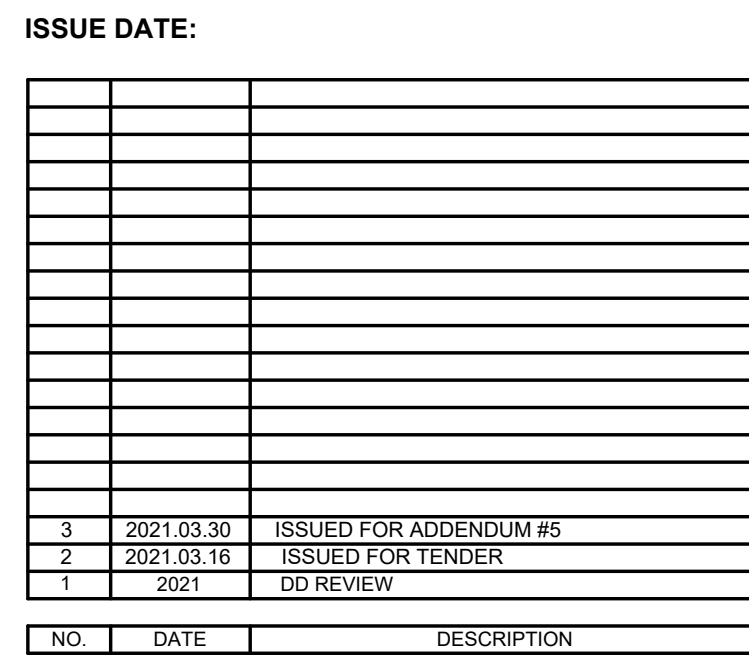 ISSUE DATE:
3 2021.03.30 ISSUED FOR ADDENDUM #5
2 2021.03.16 ISSUED FOR TENDER
1 2021 DD REVIEW
NO. DATE DESCRIPTION